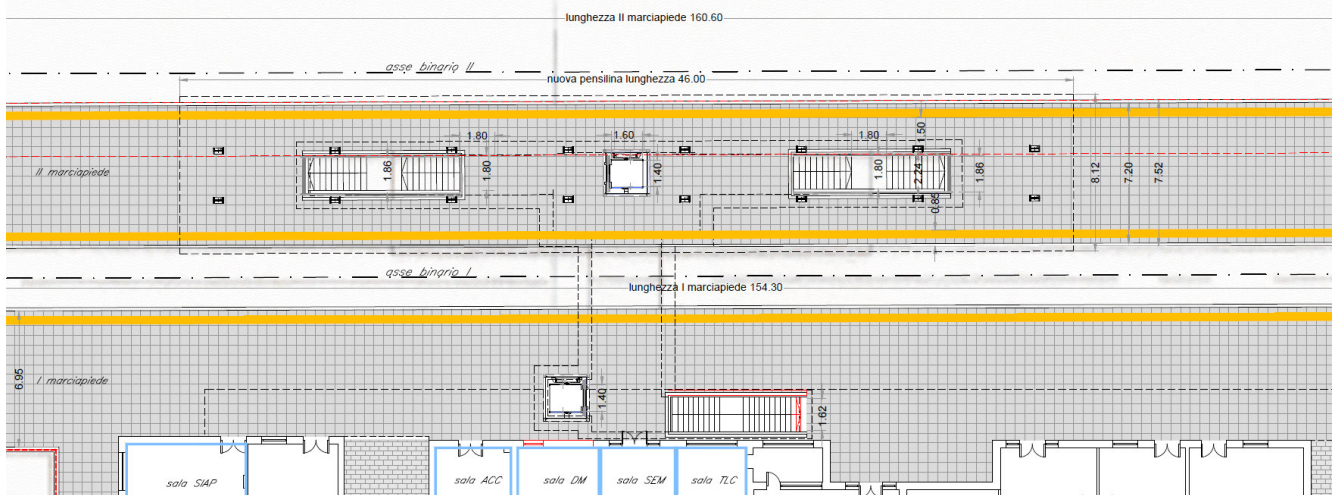 lunghezza II marciapiede 160.60
asse binario II
nuova pensilina lunghezza 46.00
1.80
1.60
1.80
1.50
II marciapiede
1.86
1.80
1.40
1.80
2.24
1.86
8.12
7.20
7.52
0.85
asse binario I
lunghezza I marciapiede 154.30
6.95
I marciapiede
1.40
1.62
sala SIAP
sala ACC
sala DM
sala SEM
sala TLC